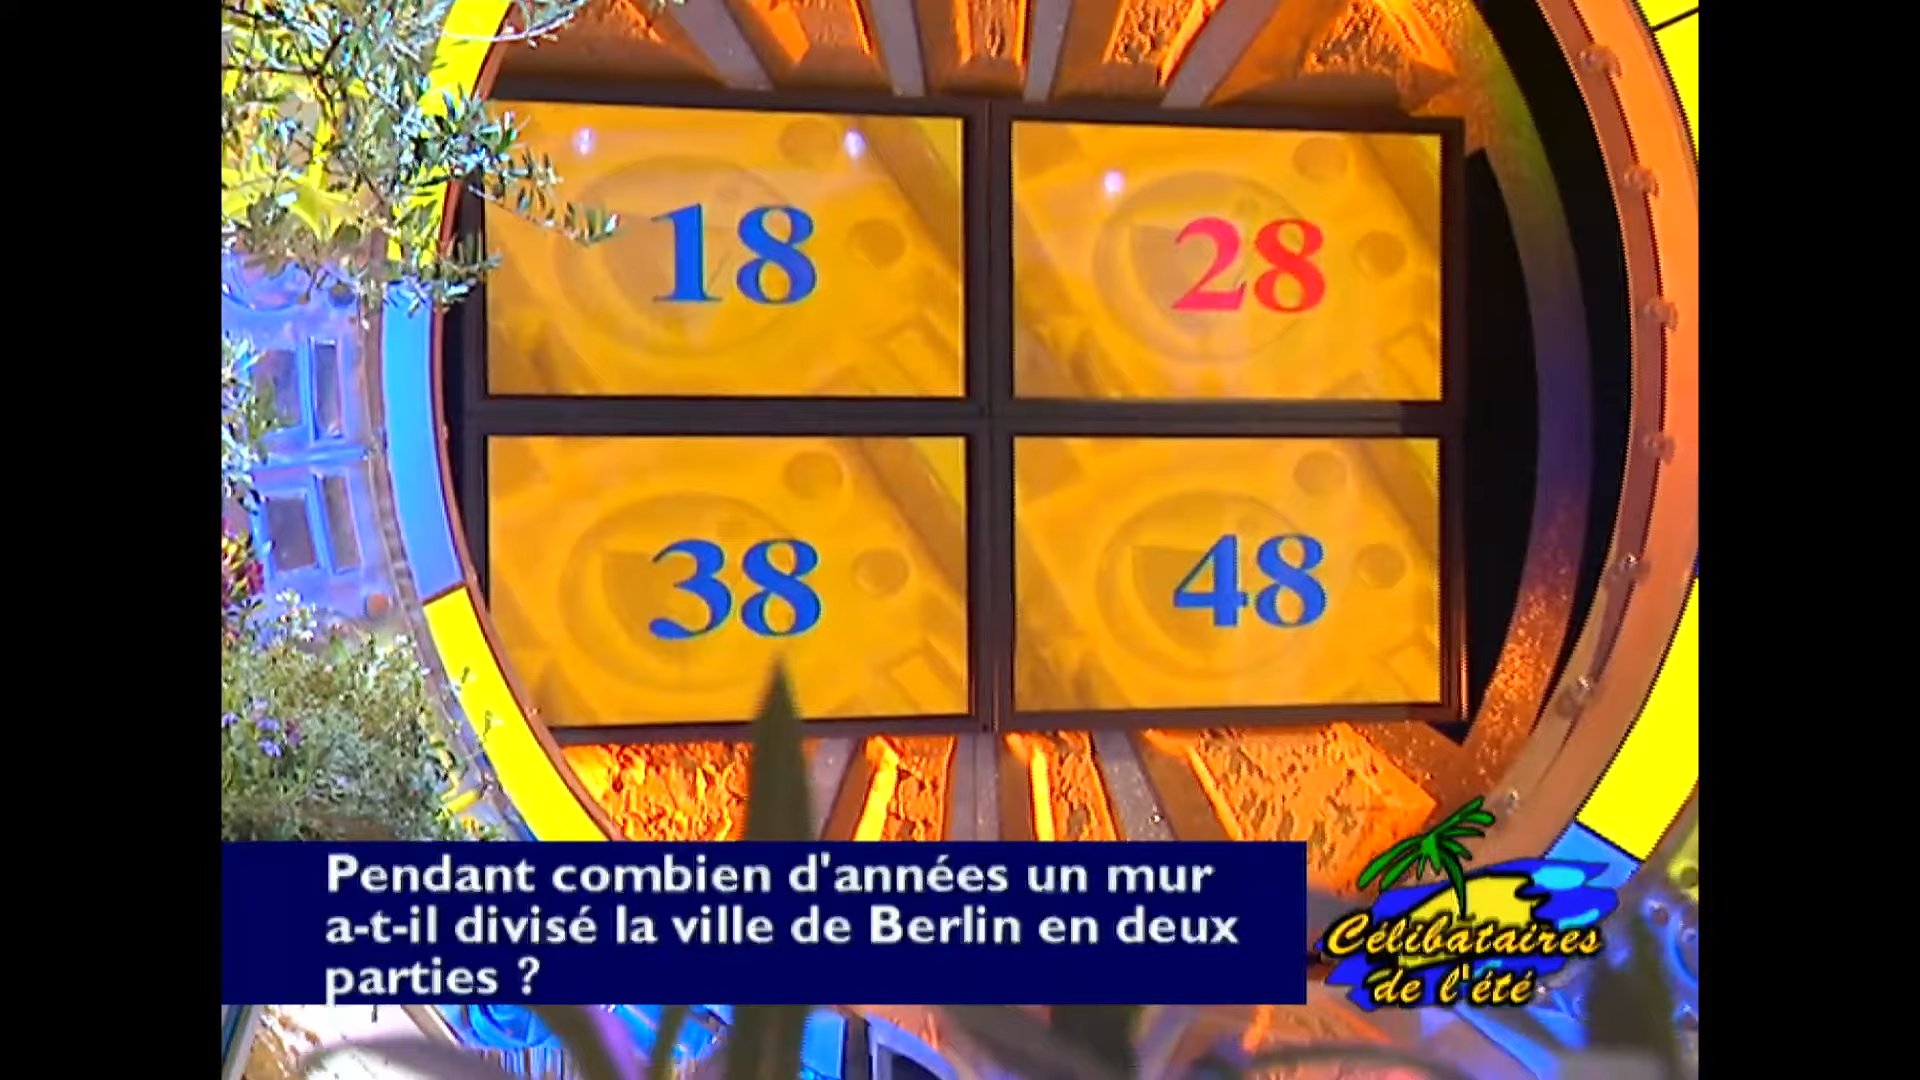 18
28
38
48
Pendant combien d'années un mur
a-t-il divisé la ville de Berlin en deux
parties ?
Célibataires
de l'été